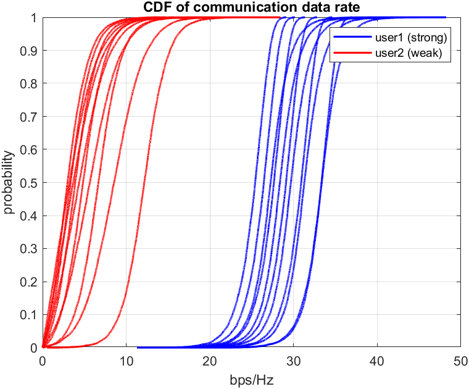 CDF of communication data rate
1
0.9
0.8
0.7
0.6
0.5
0.4
0.3
0.2
0.1
0
probability
user1 (strong)
user2 (weak)
0 10 20 30 40 50
bps/Hz